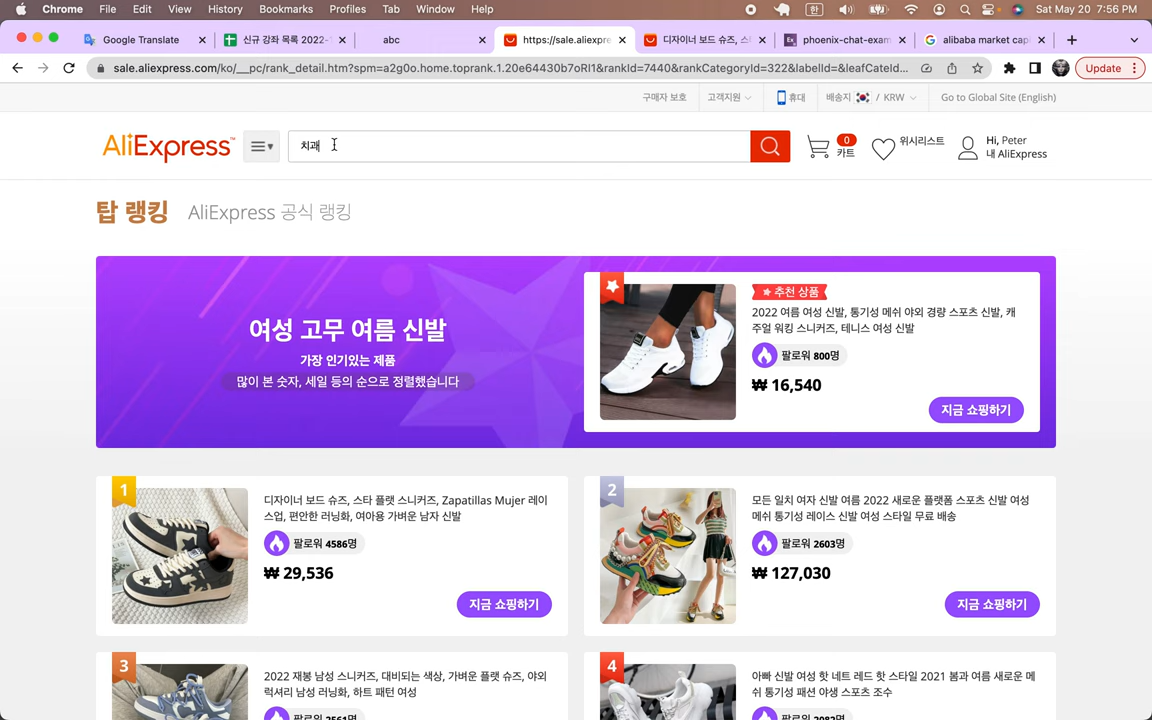 Chrome File Edit View History Bookmarks Profiles Tab Window Help 한 Sat May 20 7:56 PM
Google Translate 신규 강좌 목록 2022- abc https://sale.aliexpre 디자이너 보드 슈즈, 스 phoenix-chat-exam alibaba market cap
sale.aliexpress.com/ko/__pc/rank_detail.htm?spm=a2g0o.home.toprank.1.20e64430b7oRI1&rankId=7440&rankCategoryId=322&labelId=&leafCateId... Update
구매자 보호 고객지원 휴대 배송지 / KRW Go to Global Site (English)
AliExpress™ 치괘 0 카트 위시리스트 Hi, Peter
내 AliExpress
탑 랭킹 AliExpress 공식 랭킹
여성 고무 여름 신발
가장 인기있는 제품
많이 본 숫자, 세일 등의 순으로 정렬했습니다
추천 상품
2022 여름 여성 신발, 통기성 메쉬 야외 경량 스포츠 신발, 캐
주얼 워킹 스니커즈, 테니스 여성 신발
팔로워 800명
₩ 16,540
지금 쇼핑하기
1
디자이너 보드 슈즈, 스타 플랫 스니커즈, Zapatillas Mujer 레이
스업, 편안한 러닝화, 여아용 가벼운 남자 신발
팔로워 4586명
₩ 29,536
지금 쇼핑하기
2
모든 일치 여자 신발 여름 2022 새로운 플랫폼 스포츠 신발 여성
메쉬 통기성 레이스 신발 여성 스타일 무료 배송
팔로워 2603명
₩ 127,030
지금 쇼핑하기
3
2022 재봉 남성 스니커즈, 대비되는 색상, 가벼운 플랫 슈즈, 야외
럭셔리 남성 러닝화, 하트 패턴 여성
팔로워 2561명
4
아빠 신발 여성 핫 네트 레드 핫 스타일 2021 봄과 여름 새로운 메
쉬 통기성 패션 야생 스포츠 조수
팔로워 2082명